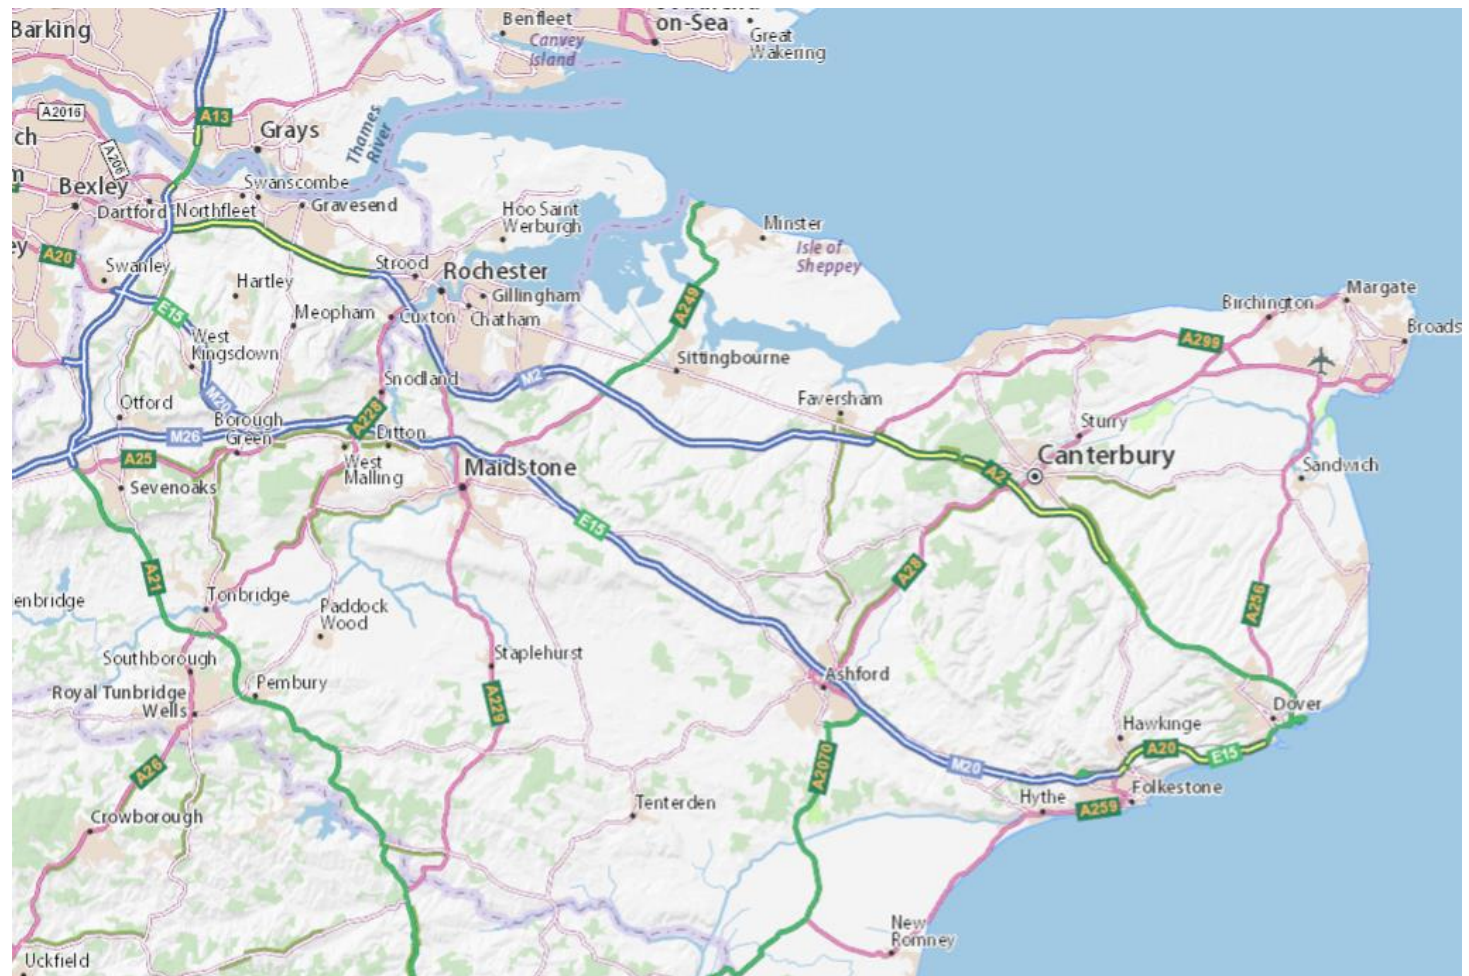 Barking
Benfleet
Canvey
Island
on-Sea
Great
Wakering
A2016
A13
ch
Grays
Thames
River
A206
Bexley
Swanscombe
Dartford
Northfleet
Gravesend
Hoo Saint
Werburgh
Minster
Isle of
Sheppey
ey
A20
Swanley
Strood
Rochester
Hartley
Gillingham
Meopham
Cuxton
Chatham
A249
E15
West
Kingsdown
Birchington
Margate
Broads
A299
Sittingbourne
Snodland
M2
M20
Otford
Faversham
Borough
Green
A228
Ditton
M26
Sturry
A25
West
Malling
Maidstone
Canterbury
A2
Sandwich
Sevenoaks
E15
A21
A28
enbridge
Tonbridge
Paddock
Wood
A256
Southborough
Staplehurst
Pembury
Ashford
Royal Tunbridge
Wells
A229
Dover
Hawkinge
A20
E15
A26
A2070
M20
Hythe
Folkestone
A259
Tenterden
Crowborough
New
Romney
Uckfield